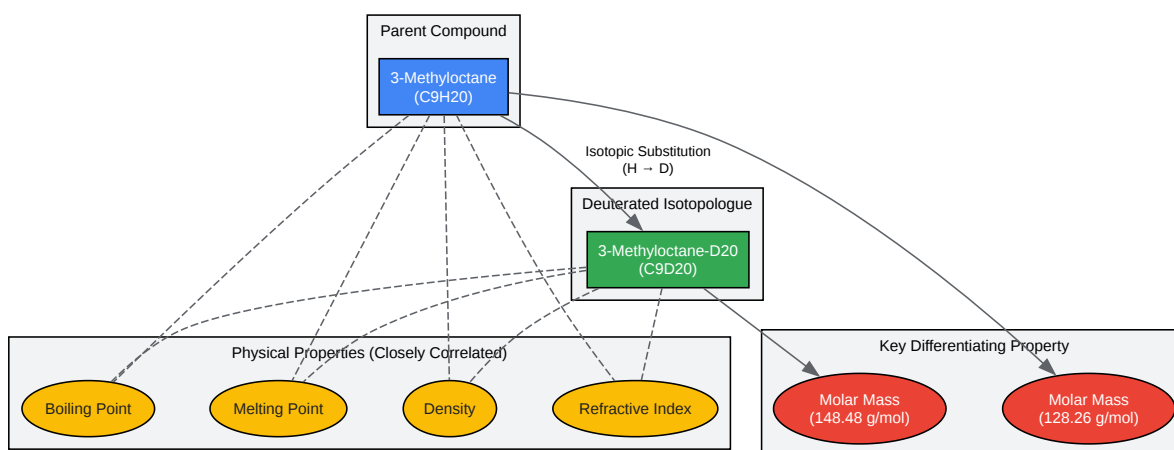 Parent Compound
3-Methyloctane
(C9H20)
Isotopic Substitution
(H → D)
Deuterated Isotopologue
3-Methyloctane-D20
(C9D20)
Physical Properties (Closely Correlated)
Boiling Point
Melting Point
Density
Refractive Index
Key Differentiating Property
Molar Mass
(148.48 g/mol)
Molar Mass
(128.26 g/mol)